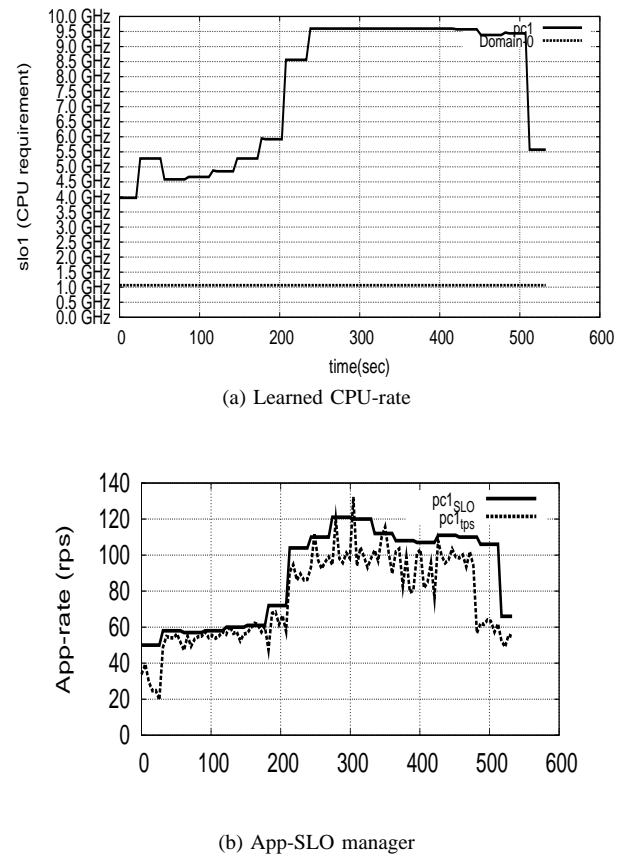 10.0 GHz
9.5 GHz
9.0 GHz
8.5 GHz
8.0 GHz
7.5 GHz
7.0 GHz
6.5 GHz
6.0 GHz
5.5 GHz
5.0 GHz
4.5 GHz
4.0 GHz
3.5 GHz
3.0 GHz
2.5 GHz
2.0 GHz
1.5 GHz
1.0 GHz
0.5 GHz
0.0 GHz
slo1 (CPU requirement)
pc1
Domain-0
0 100 200 300 400 500 600
time(sec)
(a) Learned CPU-rate
140
120
100
80
60
40
20
0
App-rate (rps)
pc1SLO
pc1tps
0 100 200 300 400 500 600
(b) App-SLO manager